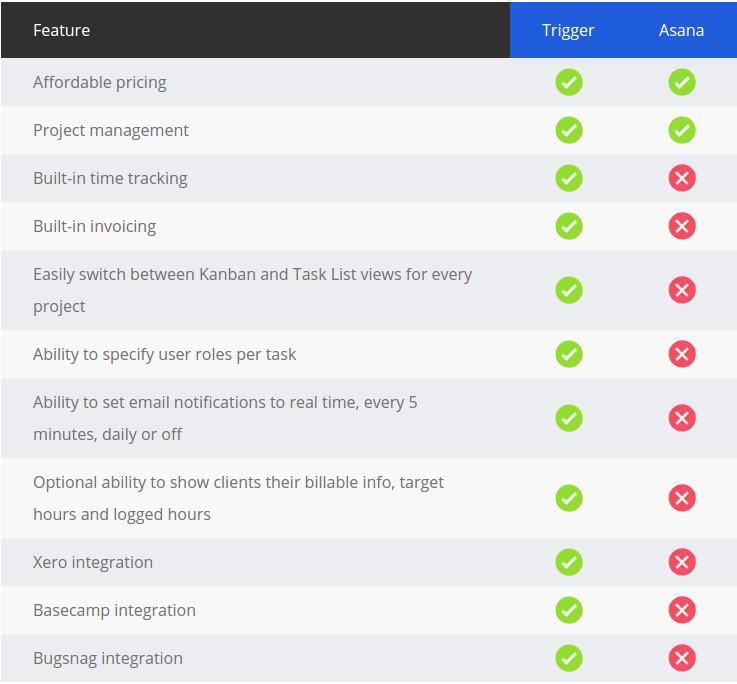 Feature Trigger Asana
Affordable pricing
Project management
Built-in time tracking
Built-in invoicing
Easily switch between Kanban and Task List views for every
project
Ability to specify user roles per task
Ability to set email notifications to real time, every 5
minutes, daily or off
Optional ability to show clients their billable info, target
hours and logged hours
Xero integration
Basecamp integration
Bugsnag integration